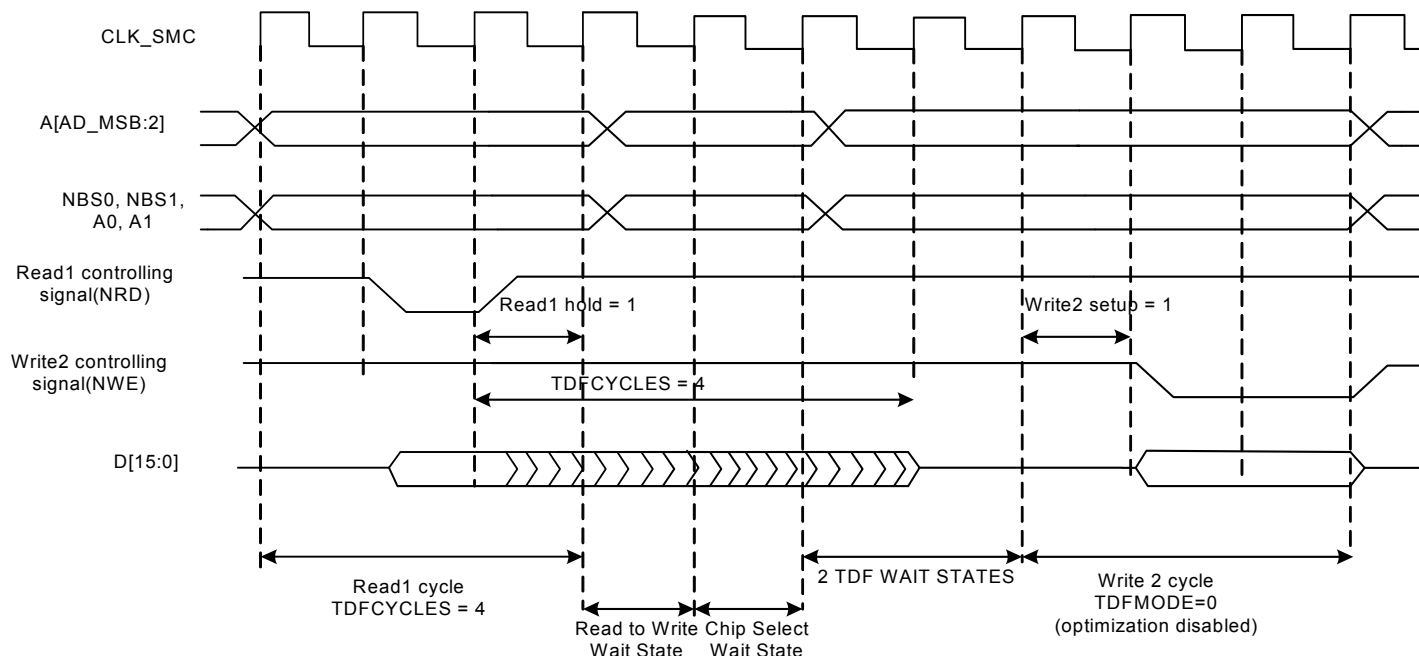 CLK_SMC
A[AD_MSB:2]
NBS0, NBS1,
A0, A1
Read1 controlling
signal(NRD)
Read1 hold = 1
Write2 setup = 1
Write2 controlling
signal(NWE)
TDFCYCLES = 4
D[15:0]
Read1 cycle
TDFCYCLES = 4
Read to Write
Wait State
Chip Select
Wait State
2 TDF WAIT STATES
Write 2 cycle
TDFMODE=0
(optimization disabled)